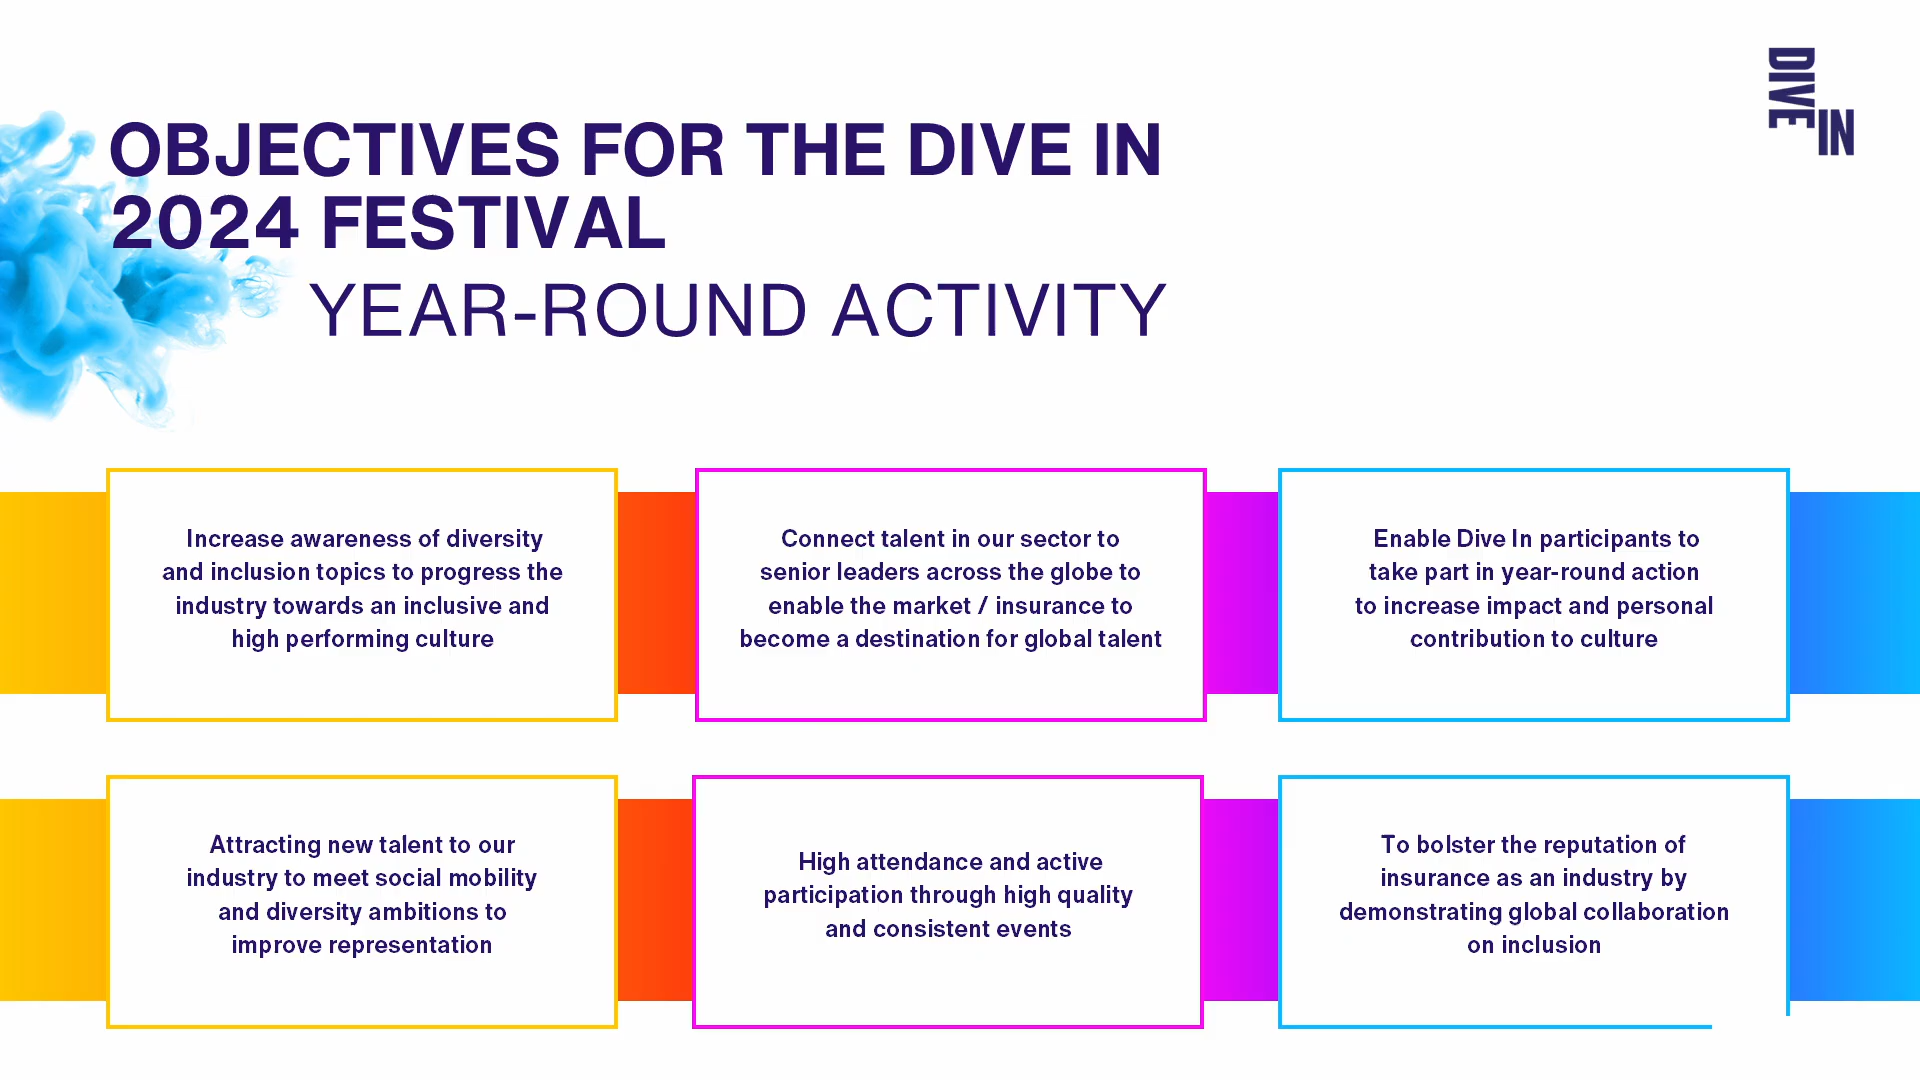 DIVE
IN
OBJECTIVES FOR THE DIVE IN
2024 FESTIVAL
YEAR-ROUND ACTIVITY
Increase awareness of diversity
and inclusion topics to progress the
industry towards an inclusive and
high performing culture
Connect talent in our sector to
senior leaders across the globe to
enable the market / insurance to
become a destination for global talent
Enable Dive In participants to
take part in year-round action
to increase impact and personal
contribution to culture
Attracting new talent to our
industry to meet social mobility
and diversity ambitions to
improve representation
High attendance and active
participation through high quality
and consistent events
To bolster the reputation of
insurance as an industry by
demonstrating global collaboration
on inclusion